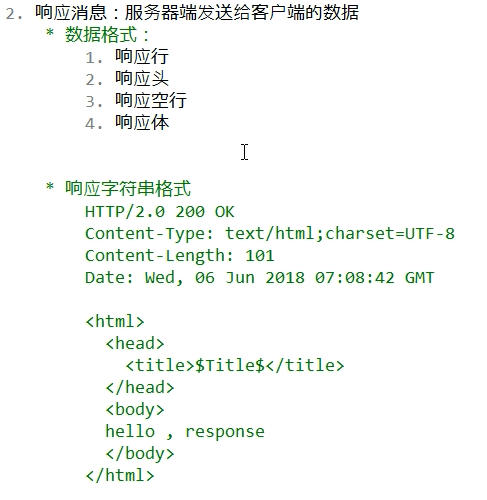 2. 响应消息：服务器端发送给客户端的数据
* 数据格式：
1. 响应行
2. 响应头
3. 响应空行
4. 响应体
* 响应字符串格式
HTTP/2.0 200 OK
Content-Type: text/html;charset=UTF-8
Content-Length: 101
Date: Wed, 06 Jun 2018 07:08:42 GMT
<html>
<head>
<title>$Title$</title>
</head>
<body>
hello , response
</body>
</html>